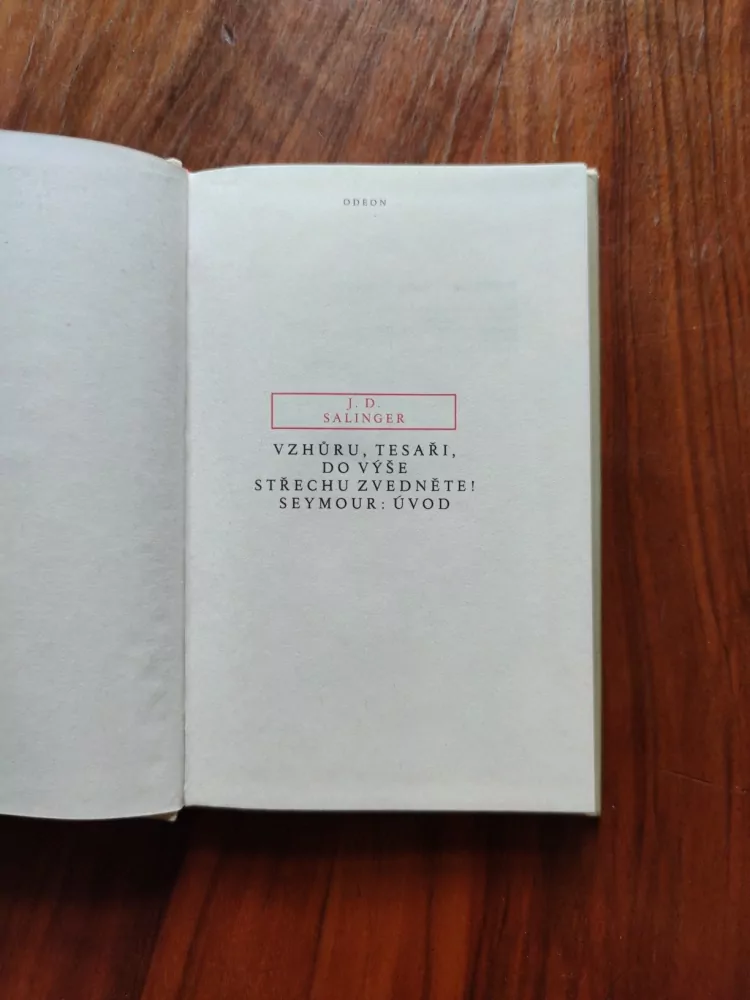 ODEON
J. D.
SALINGER
VZHŮRU, TESAŘI,
DO VÝŠE
STŘECHU ZVEDNĚTE!
SEYMOUR: ÚVOD